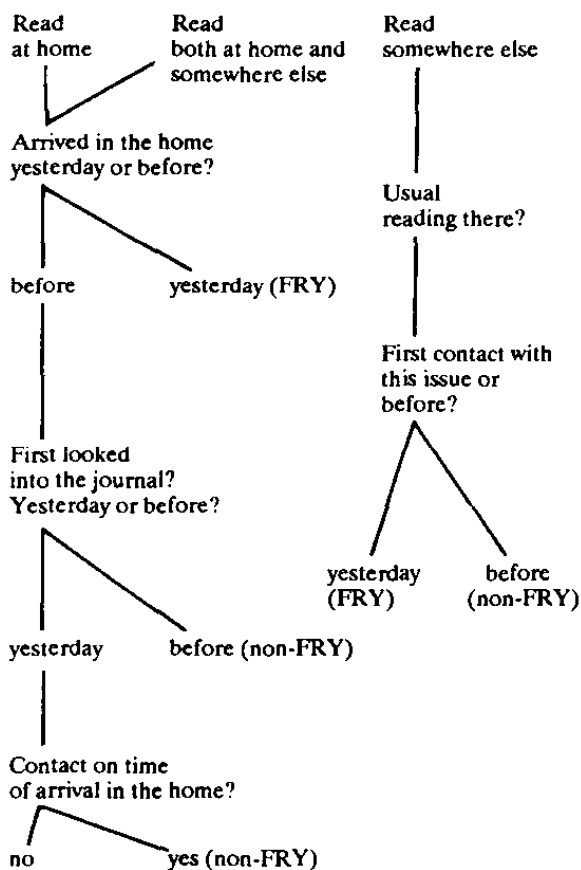 Read
at home
Read
both at home and
somewhere else
Read
somewhere else
Arrived in the home
yesterday or before?
before
yesterday (FRY)
First looked
into the journal?
Yesterday or before?
yesterday
before (non-FRY)
Contact on time
of arrival in the home?
no
yes (non-FRY)
Usual
reading there?
First contact with
this issue or
before?
yesterday
(FRY)
before
(non-FRY)